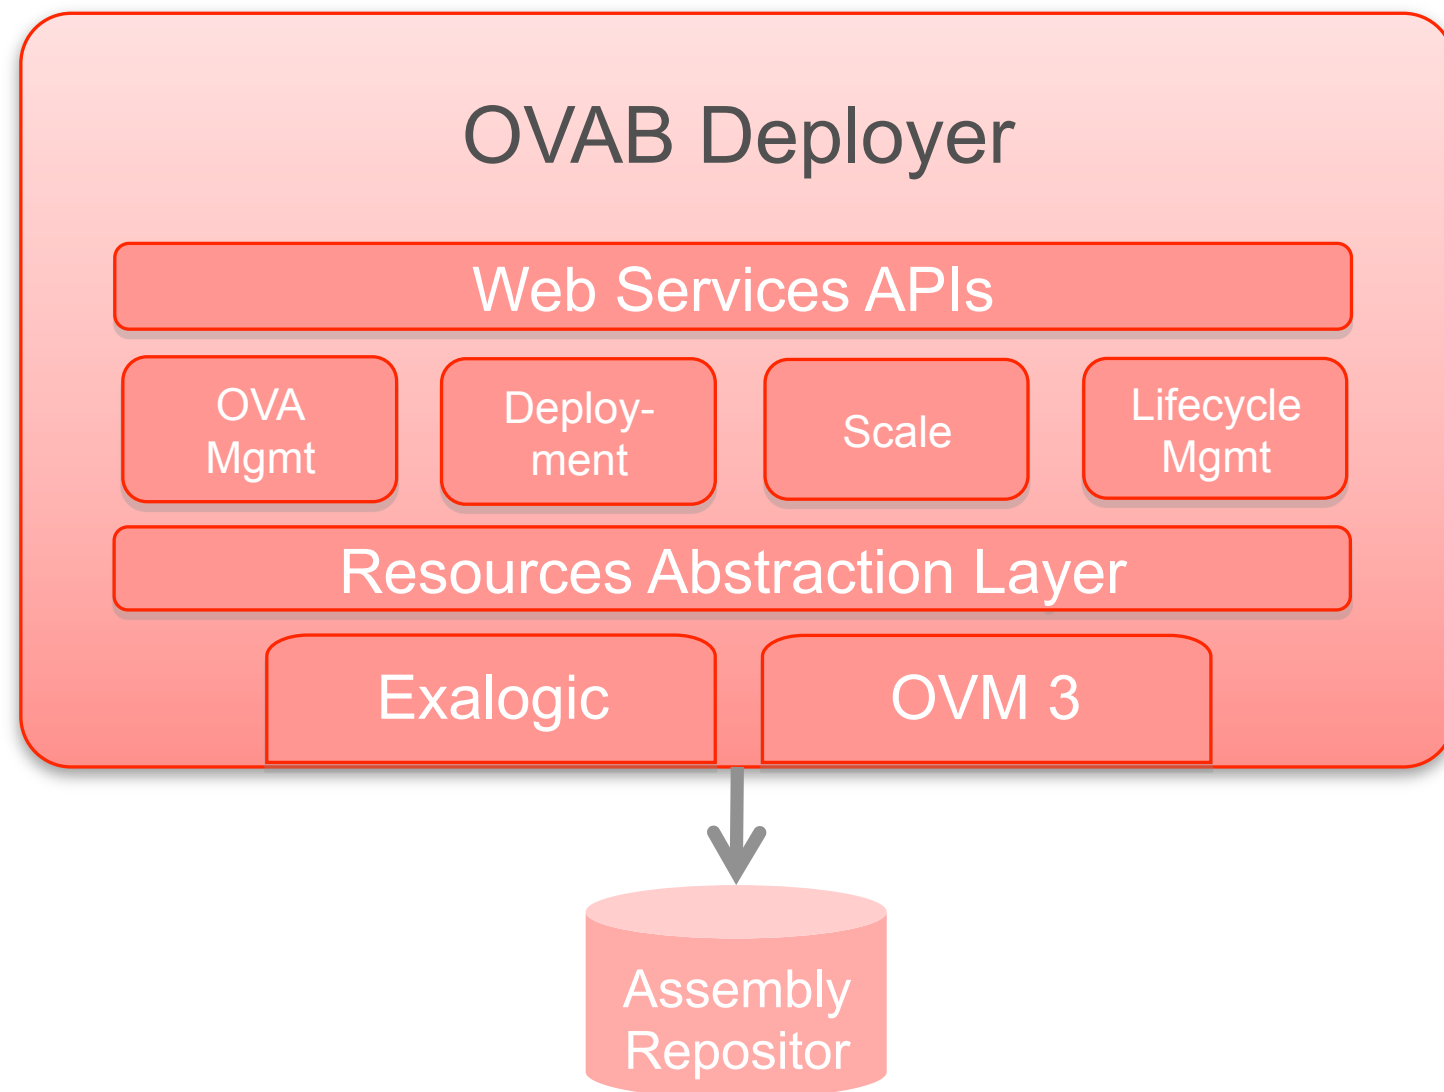 OVAB Deployer
Web Services APIs
OVA
Mgmt
Deploy-
ment
Scale
Lifecycle
Mgmt
Resources Abstraction Layer
Exalogic
OVM 3
Assembly
Repositor